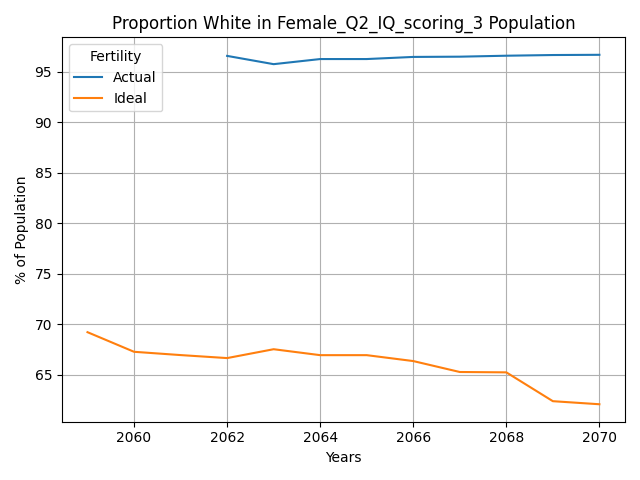 Proportion White in Female_Q2_IQ_scoring_3 Population
Fertility
Actual
Ideal
% of Population
95
90
85
80
75
70
65
2060
2062
2064
2066
2068
2070
Years